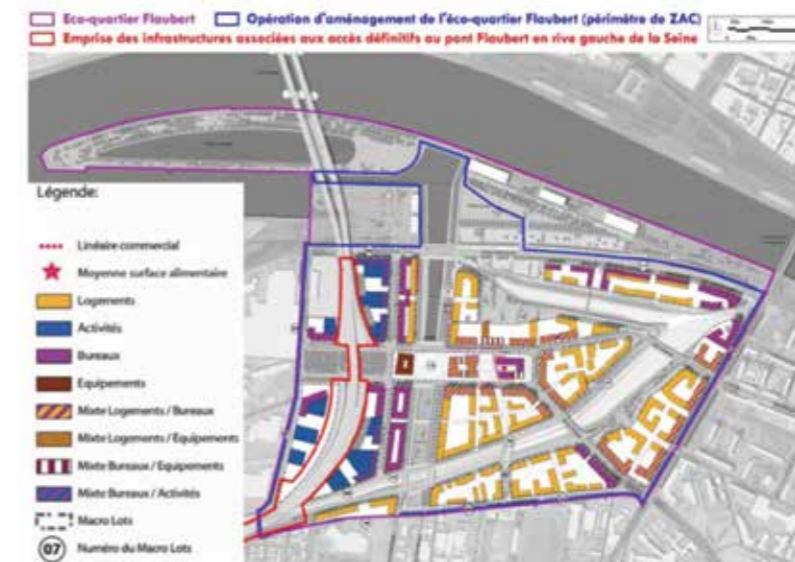 Eco-quartier Flaubert
Opération d'aménagement de l'éco-quartier Flaubert (périmètre de ZAC)
Emprise des infrastructures associées aux accès définitifs au pont Flaubert en rive gauche de la Seine
Légende:
Linéaire commercial
Moyenne surface alimentaire
Logements
Activités
Bureaux
Equipements
Mixte Logements / Bureaux
Mixte Logements / Equipements
Mixte Bureaux / Equipements
Mixte Bureaux / Activités
Macro Lots
07 Numéro du Macro Lots